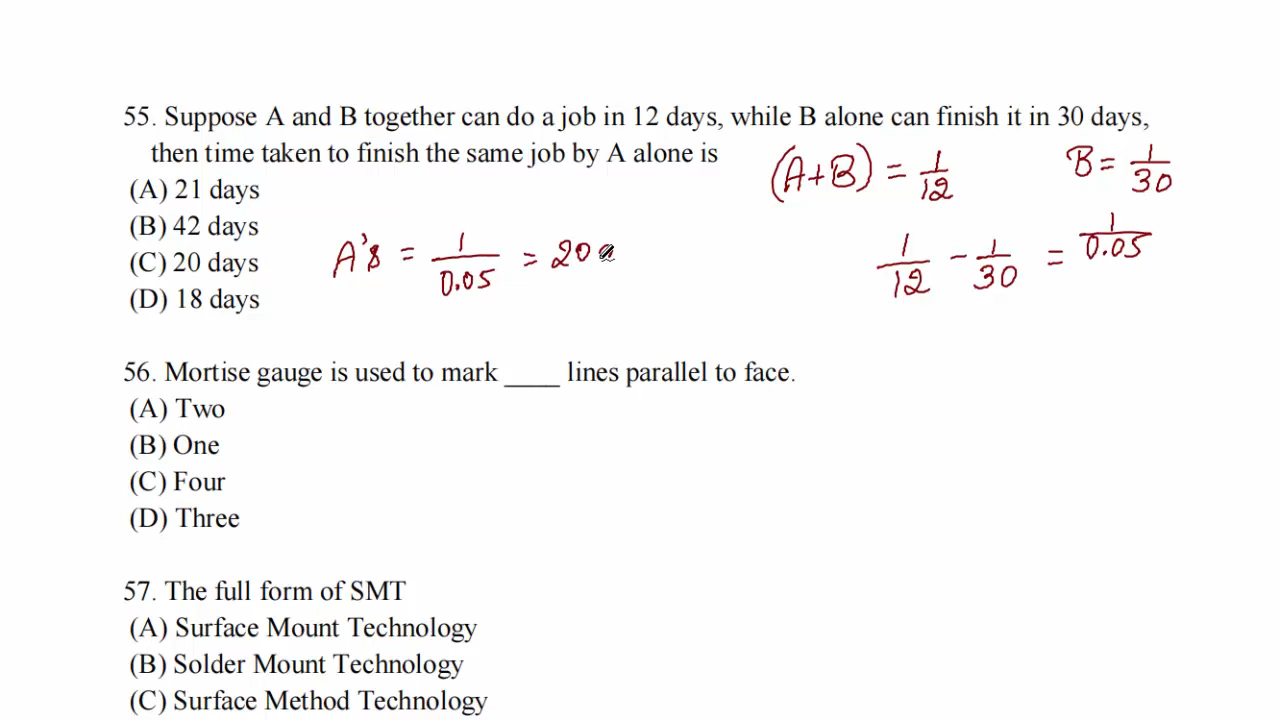 55. Suppose A and B together can do a job in 12 days, while B alone can finish it in 30 days,
then time taken to finish the same job by A alone is
(A+B) = 1/12
B = 1/30
(A) 21 days
(B) 42 days
(C) 20 days
(D) 18 days
A's = 1/0.05 = 20
1/12 - 1/30 = 1/0.05
56. Mortise gauge is used to mark ____ lines parallel to face.
(A) Two
(B) One
(C) Four
(D) Three
57. The full form of SMT
(A) Surface Mount Technology
(B) Solder Mount Technology
(C) Surface Method Technology